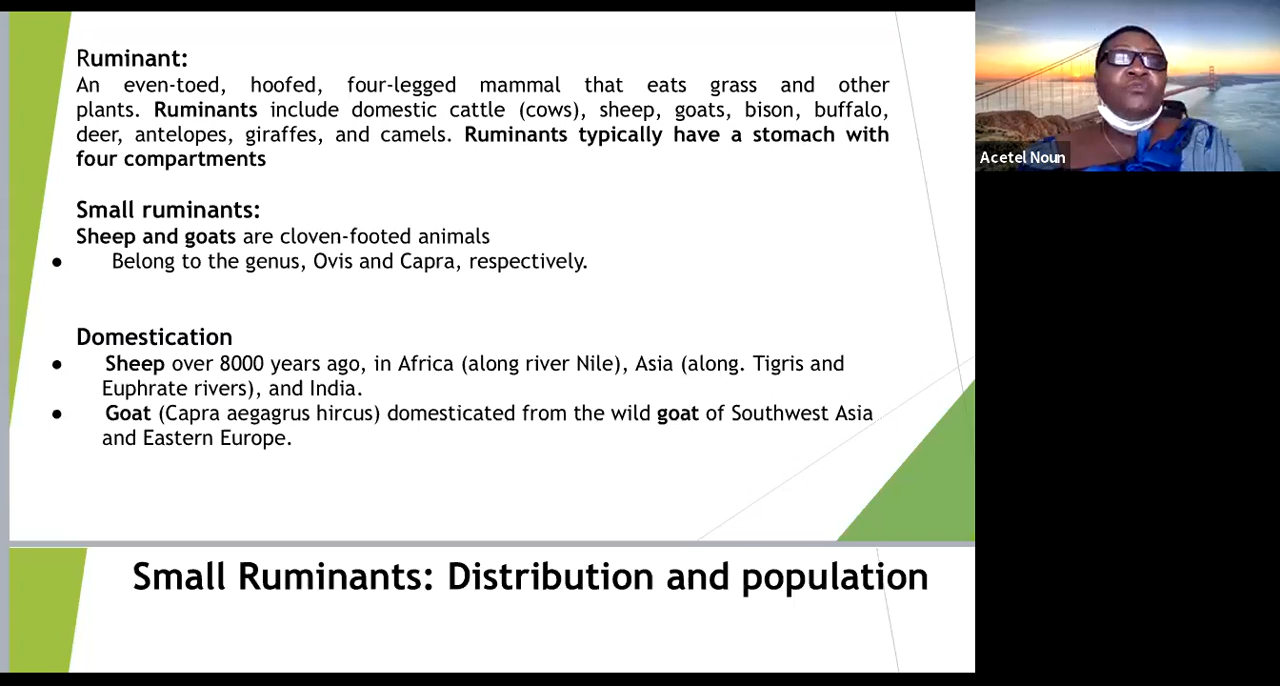 Ruminant:
An even-toed, hoofed, four-legged mammal that eats grass and other
plants. Ruminants include domestic cattle (cows), sheep, goats, bison, buffalo,
deer, antelopes, giraffes, and camels. Ruminants typically have a stomach with
four compartments
Small ruminants:
Sheep and goats are cloven-footed animals
● Belong to the genus, Ovis and Capra, respectively.
Domestication
● Sheep over 8000 years ago, in Africa (along river Nile), Asia (along. Tigris and
Euphrate rivers), and India.
● Goat (Capra aegagrus hircus) domesticated from the wild goat of Southwest Asia
and Eastern Europe.
Small Ruminants: Distribution and population
Acetel Noun